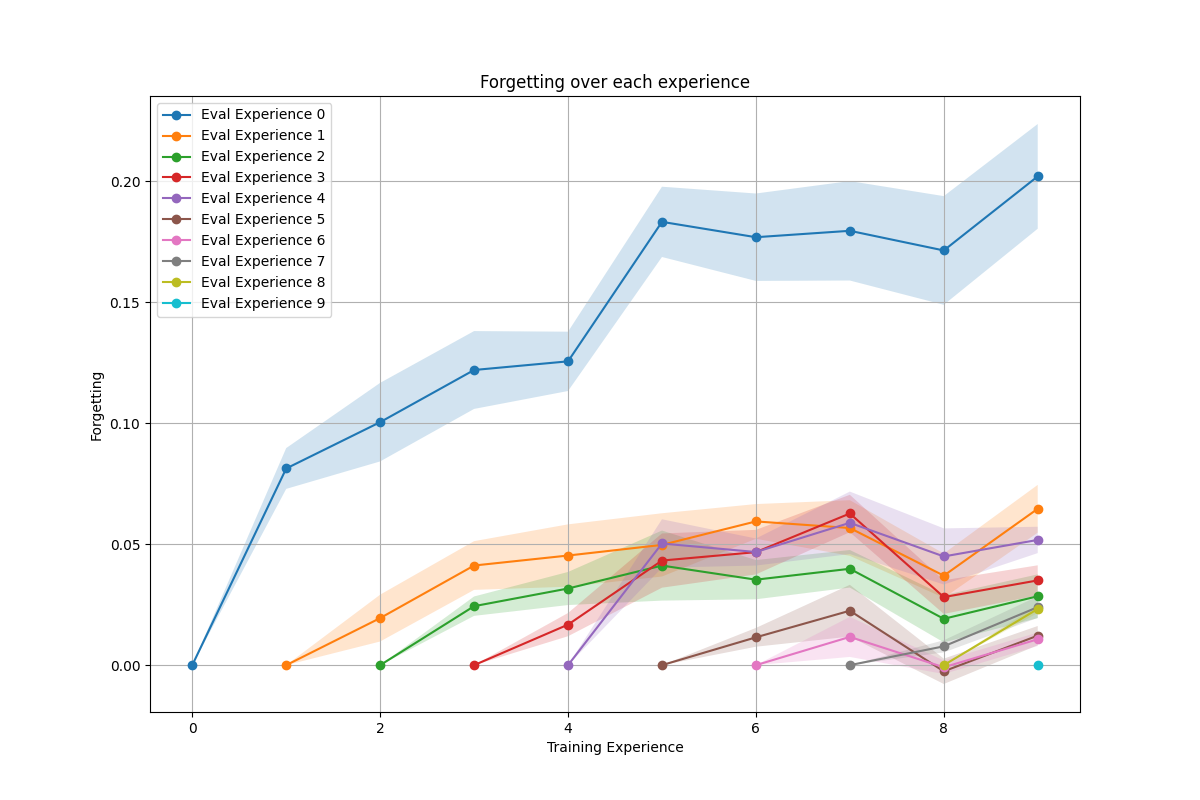 Forgetting over each experience
Eval Experience 0
Eval Experience 1
Eval Experience 2
Eval Experience 3
Eval Experience 4
Eval Experience 5
Eval Experience 6
Eval Experience 7
Eval Experience 8
Eval Experience 9
0.20
0.15
0.10
0.05
0.00
Forgetting
0 2 4 6 8
Training Experience